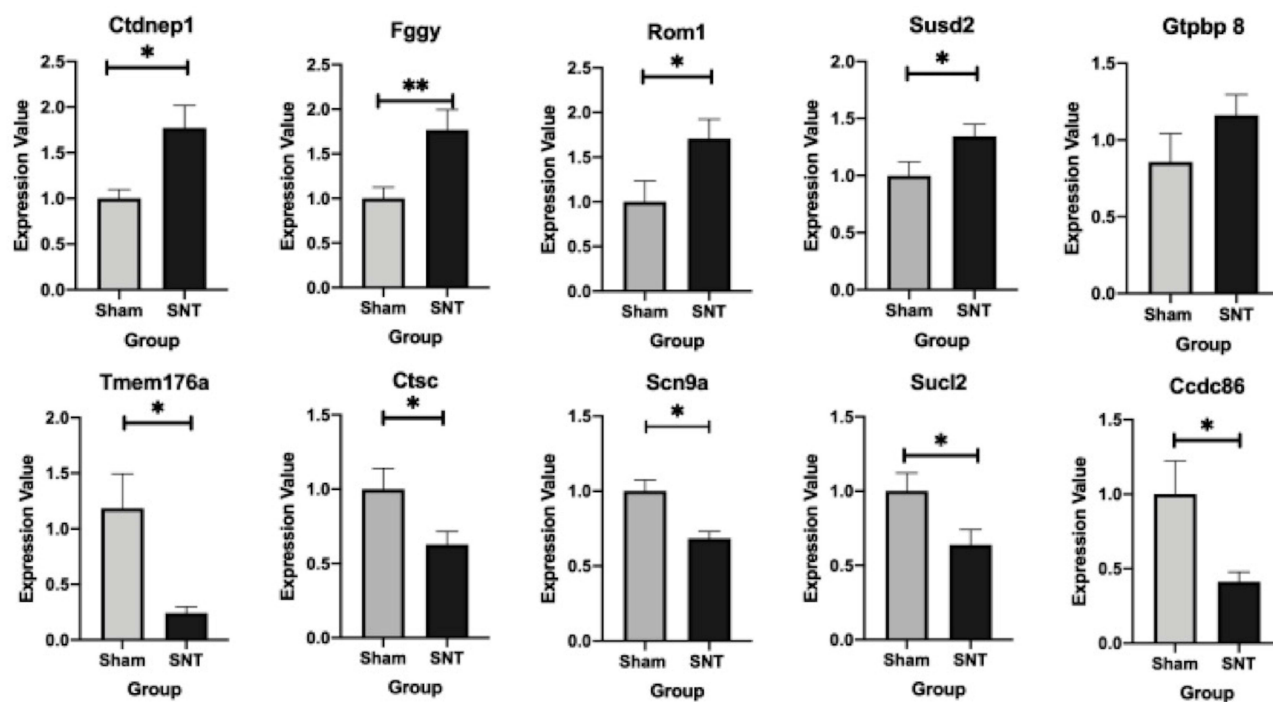 Ctdnep1
*
2.5
2.0
1.5
1.0
0.5
0.0
Expression Value
Sham SNT
Group
Fggy
**
2.5
2.0
1.5
1.0
0.5
0.0
Expression Value
Sham SNT
Group
Rom1
*
2.5
2.0
1.5
1.0
0.5
0.0
Expression Value
Sham SNT
Group
Susd2
*
2.0
1.5
1.0
0.5
0.0
Expression Value
Sham SNT
Group
Gtpbp 8
1.5
1.0
0.5
0.0
Expression Value
Sham SNT
Group
Tmem176a
*
2.0
1.5
1.0
0.5
0.0
Expression Value
Sham SNT
Group
Ctsc
*
1.5
1.0
0.5
0.0
Expression Value
Sham SNT
Group
Scn9a
*
1.5
1.0
0.5
0.0
Expression Value
Sham SNT
Group
Sucl2
*
1.5
1.0
0.5
0.0
Expression Value
Sham SNT
Group
Ccdc86
*
1.5
1.0
0.5
0.0
Expression Value
Sham SNT
Group